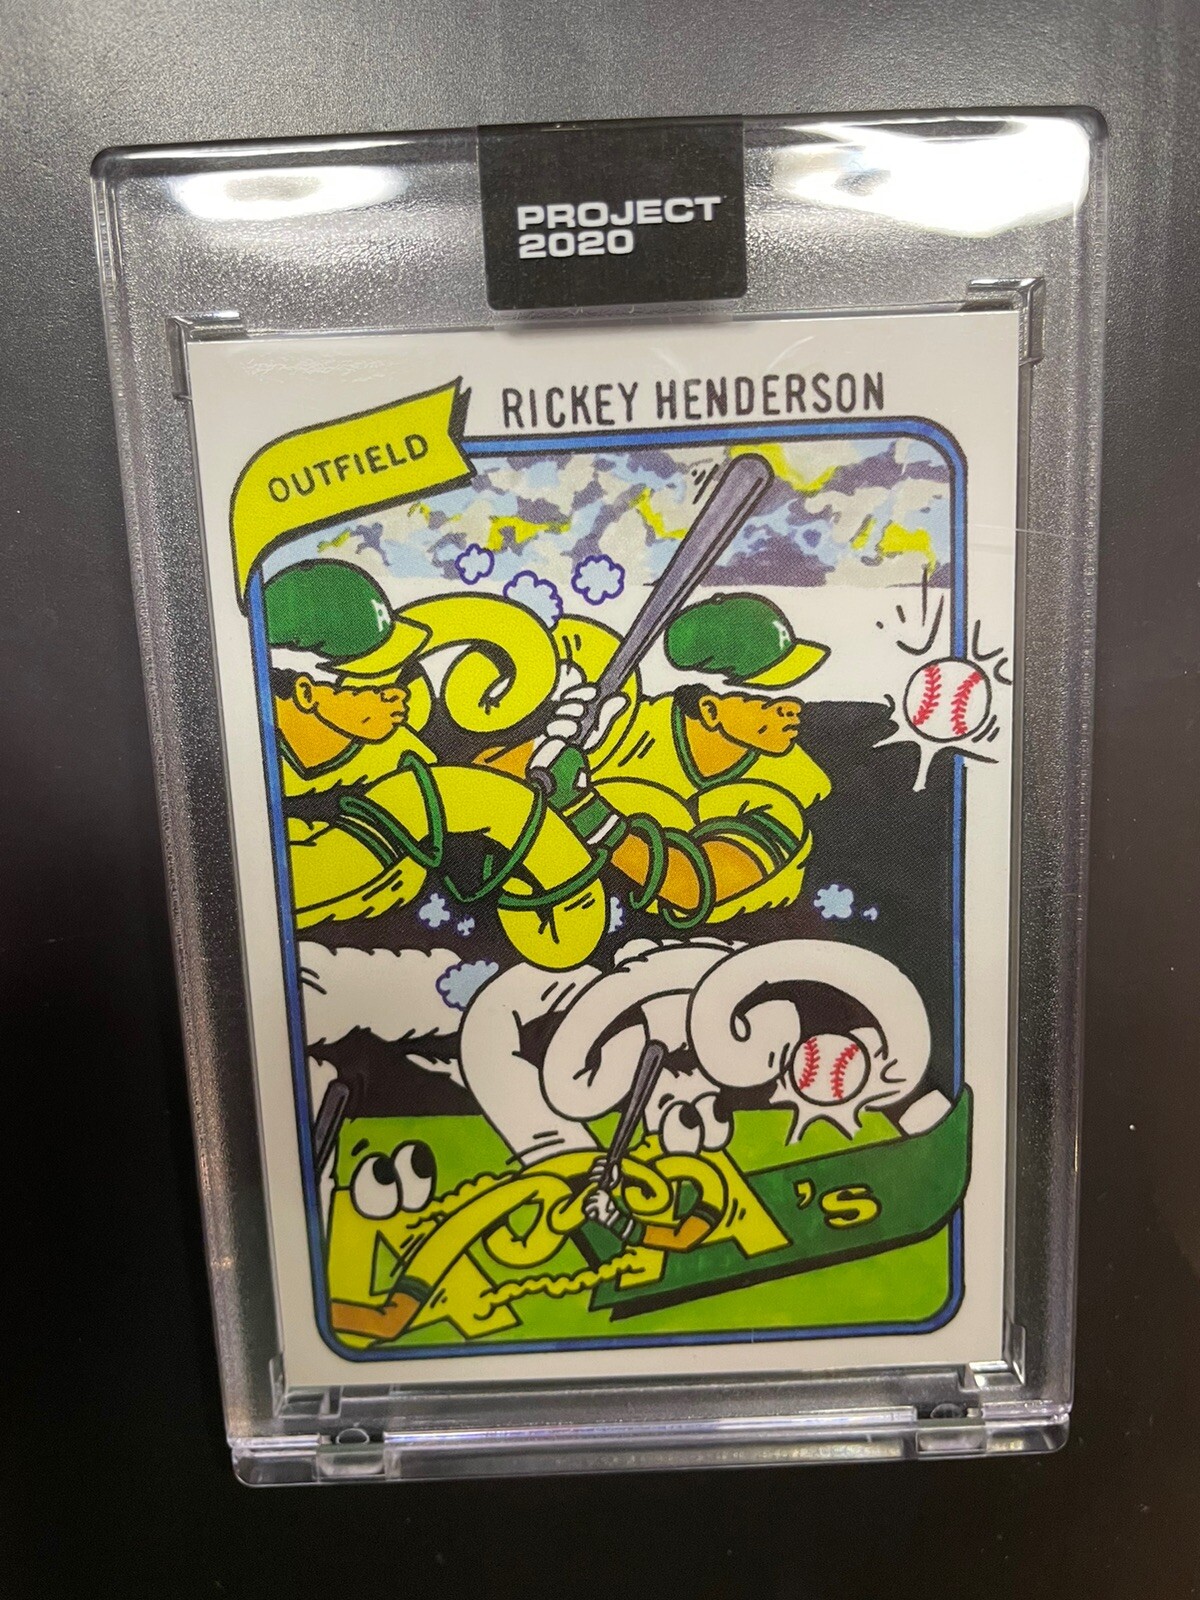 PROJECT
2020
RICKEY HENDERSON
OUTFIELD
A
A
A's